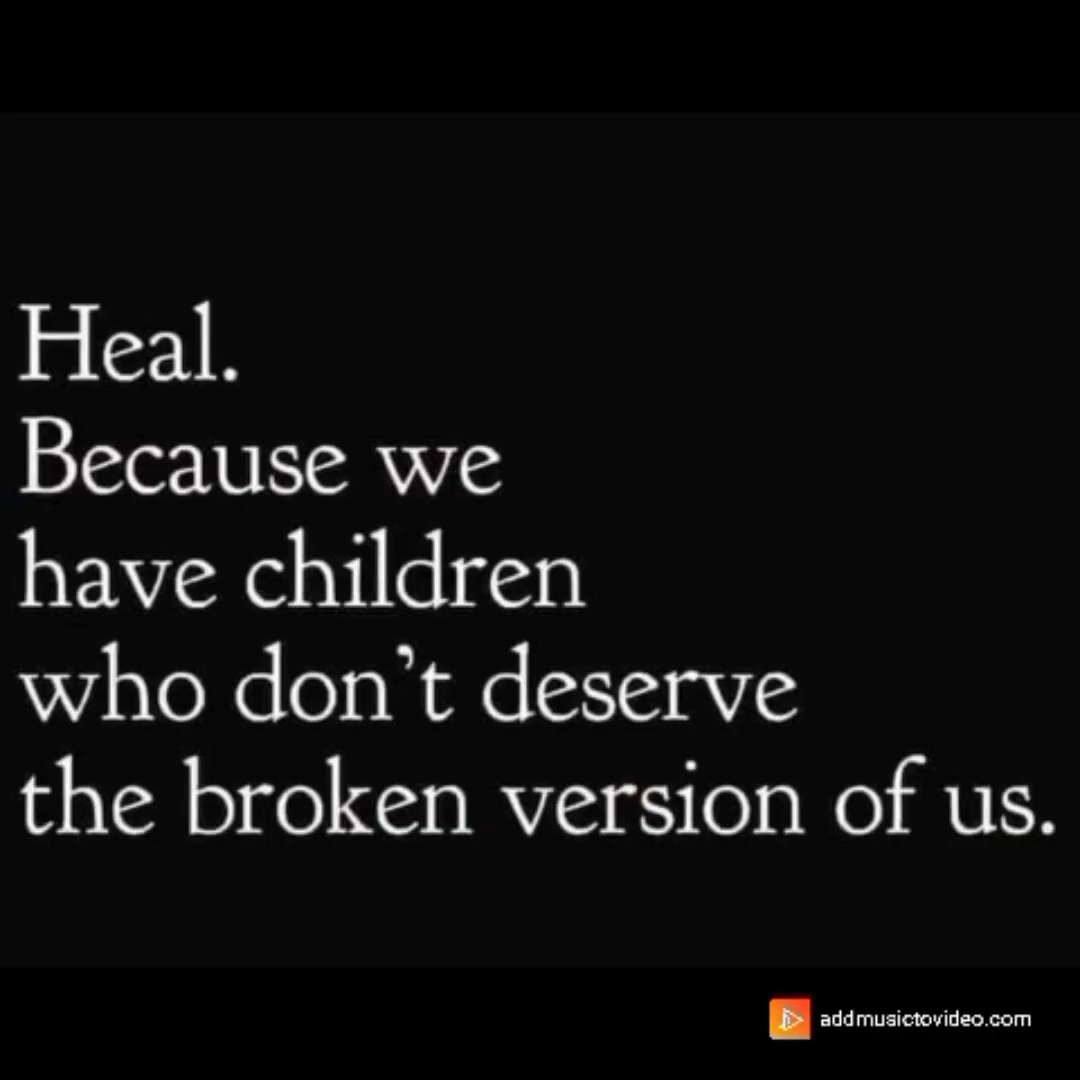 Heal.
Because we
have children
who don’t deserve
the broken version of us.
addmusictovideo.com